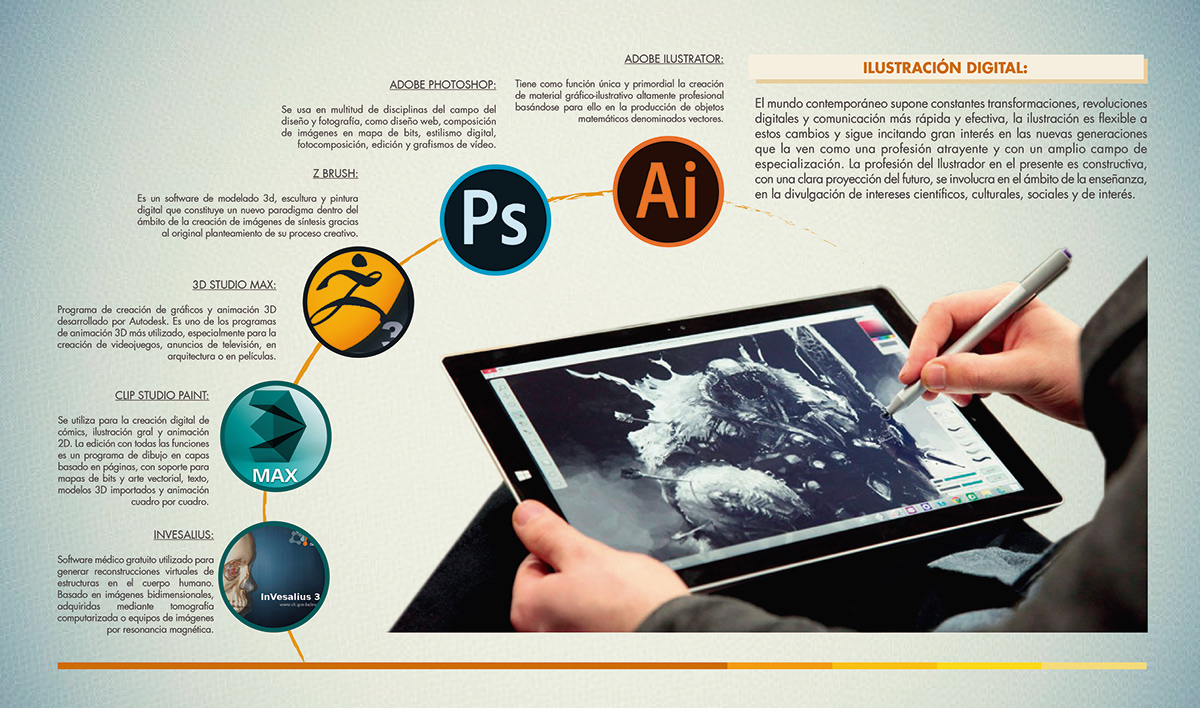 ADOBE ILUSTRATOR:
Tiene como función única y primordial la creación
de material gráfico-ilustrativo altamente profesional
basándose para ello en la producción de objetos
matemáticos denominados vectores.
ILUSTRACIÓN DIGITAL:
El mundo contemporáneo supone constantes transformaciones, revoluciones
digitales y comunicación más rápida y efectiva, la ilustración es flexible a
estos cambios y sigue incitando gran interés en las nuevas generaciones
que la ven como una profesión atrayente y con un amplio campo de
especialización. La profesión del Ilustrador en el presente es constructiva,
con una clara proyección del futuro, se involucra en el ámbito de la enseñanza,
en la divulgación de intereses científicos, culturales, sociales y de interés.
ADOBE PHOTOSHOP:
Se usa en multitud de disciplinas del campo del
diseño y fotografía, como diseño web, composición
de imágenes en mapa de bits, estilismo digital,
fotocomposición, edición y grafismos de vídeo.
Ai
Ps
Z BRUSH:
Es un software de modelado 3d, escultura y pintura
digital que constituye un nuevo paradigma dentro del
ámbito de la creación de imágenes de síntesis gracias
al original planteamiento de su proceso creativo.
3
3D STUDIO MAX:
Programa de creación de gráficos y animación 3D
desarrollado por Autodesk. Es uno de los programas
de animación 3D más utilizado, especialmente para la
creación de videojuegos, anuncios de televisión, en
arquitectura o en películas.
CLIP STUDIO PAINT:
Se utiliza para la creación digital de
cómics, ilustración gral y animación
2D. La edición con todas las funciones
es un programa de dibujo en capas
basado en páginas, con soporte para
mapas de bits y arte vectorial, texto,
modelos 3D importados y animación
cuadro por cuadro.
MAX
INVESALIUS:
Software médico gratuito utilizado para
generar reconstrucciones virtuales de
estructuras en el cuerpo humano.
Basado en imágenes bidimensionales,
adquiridas mediante tomografía
computarizada o equipos de imágenes
por resonancia magnética.
InVesalius 3